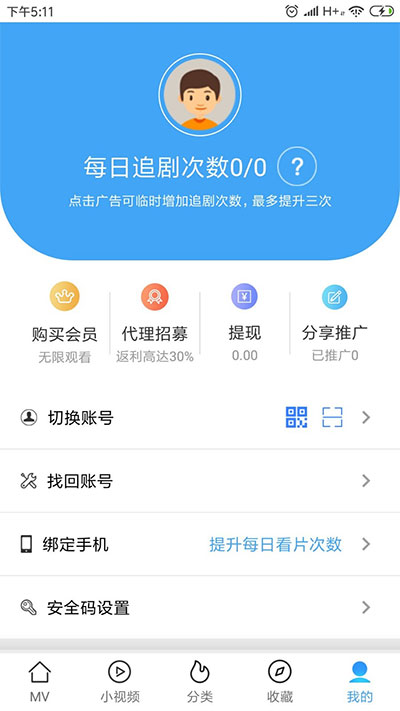 下午5:11
H+
每日追剧次数0/0
?
点击广告可临时增加追剧次数,最多提升三次
购买会员
代理招募
提现
分享推广
无限观看
返利高达30%
0.00
已推广0
切换账号
找回账号
绑定手机
提升每日看片次数
安全码设置
MV
小视频
分类
收藏
我的